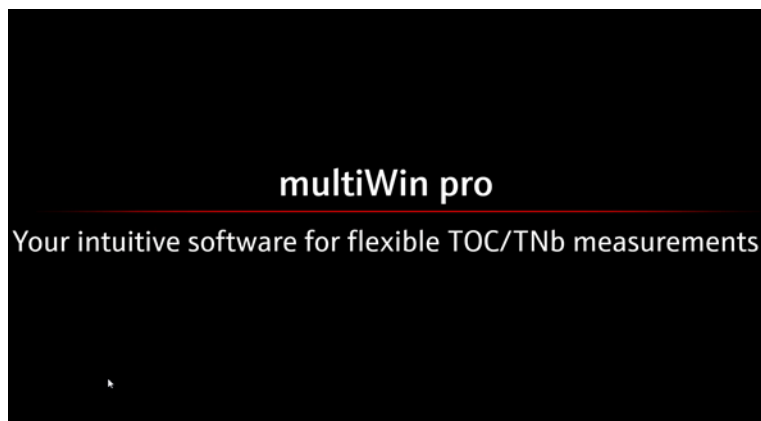 multiWin pro
Your intuitive software for flexible TOC/TNb measurements